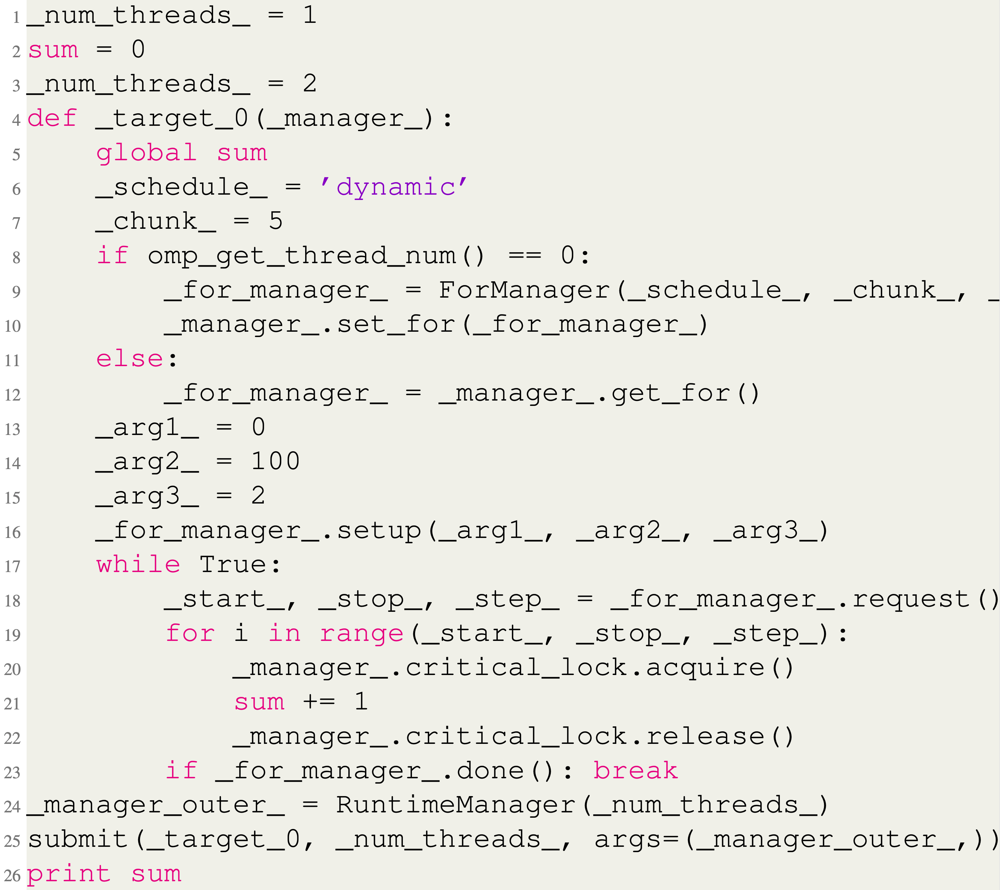 1 _num_threads_ = 1
2 sum = 0
3 _num_threads_ = 2
4 def _target_0(_manager_):
5     global sum
6     _schedule_ = 'dynamic'
7     _chunk_ = 5
8     if omp_get_thread_num() == 0:
9         _for_manager_ = ForManager(_schedule_, _chunk_, _
10         _manager_.set_for(_for_manager_)
11     else:
12         _for_manager_ = _manager_.get_for()
13     _arg1_ = 0
14     _arg2_ = 100
15     _arg3_ = 2
16     _for_manager_.setup(_arg1_, _arg2_, _arg3_)
17     while True:
18         _start_, _stop_, _step_ = _for_manager_.request()
19         for i in range(_start_, _stop_, _step_):
20             _manager_.critical_lock.acquire()
21             sum += 1
22             _manager_.critical_lock.release()
23         if _for_manager_.done(): break
24 _manager_outer_ = RuntimeManager(_num_threads_)
25 submit(_target_0, _num_threads_, args=(_manager_outer_,))
26 print sum